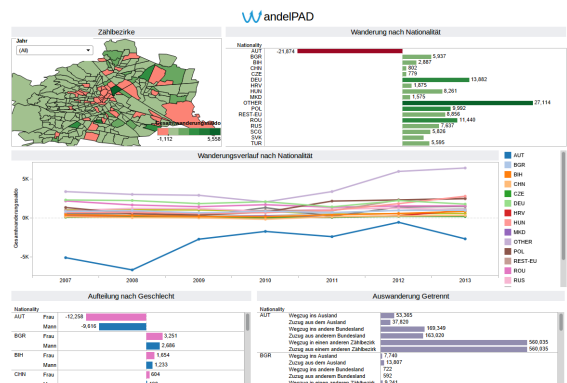 WandelPAD
Zählbezirke
Jahr
(All)
Gesamtwanderungssaldo
-1,112 5,558
Wanderung nach Nationalität
Nationality
AUT -21,874
BGR 5,937
BIH 2,887
CHN 802
CZE 779
DEU 13,882
HRV 1,875
HUN 8,261
MKD 1,575
OTHER 27,114
POL 9,992
REST-EU 8,856
ROU 11,440
RUS 7,637
SCG 5,826
SVK
TUR 5,595
Wanderungsverlauf nach Nationalität
Gesamtwanderungssaldo
5K
0K
-5K
2007 2008 2009 2010 2011 2012 2013
AUT
BGR
BIH
CHN
CZE
DEU
HRV
HUN
MKD
OTHER
POL
REST-EU
ROU
RUS
Aufteilung nach Geschlecht
Nationality
AUT Frau -12,258
Mann -9,616
BGR Frau 3,251
Mann 2,686
BIH Frau 1,654
Mann 1,233
CHN Frau 604
Auswanderung Getrennt
Nationality
AUT Wegzug ins Ausland 53,365
Zuzug aus dem Ausland 37,820
Wegzug ins andere Bundesland 169,349
Zuzug aus anderem Bundesland 163,020
Wegzug in einen anderen Zählbezirk 560,035
Zuzug aus einem anderen Zählbezirk 560,035
BGR Wegzug ins Ausland 7,740
Zuzug aus dem Ausland 13,807
Wegzug ins andere Bundesland 722
Zuzug aus anderem Bundesland 592